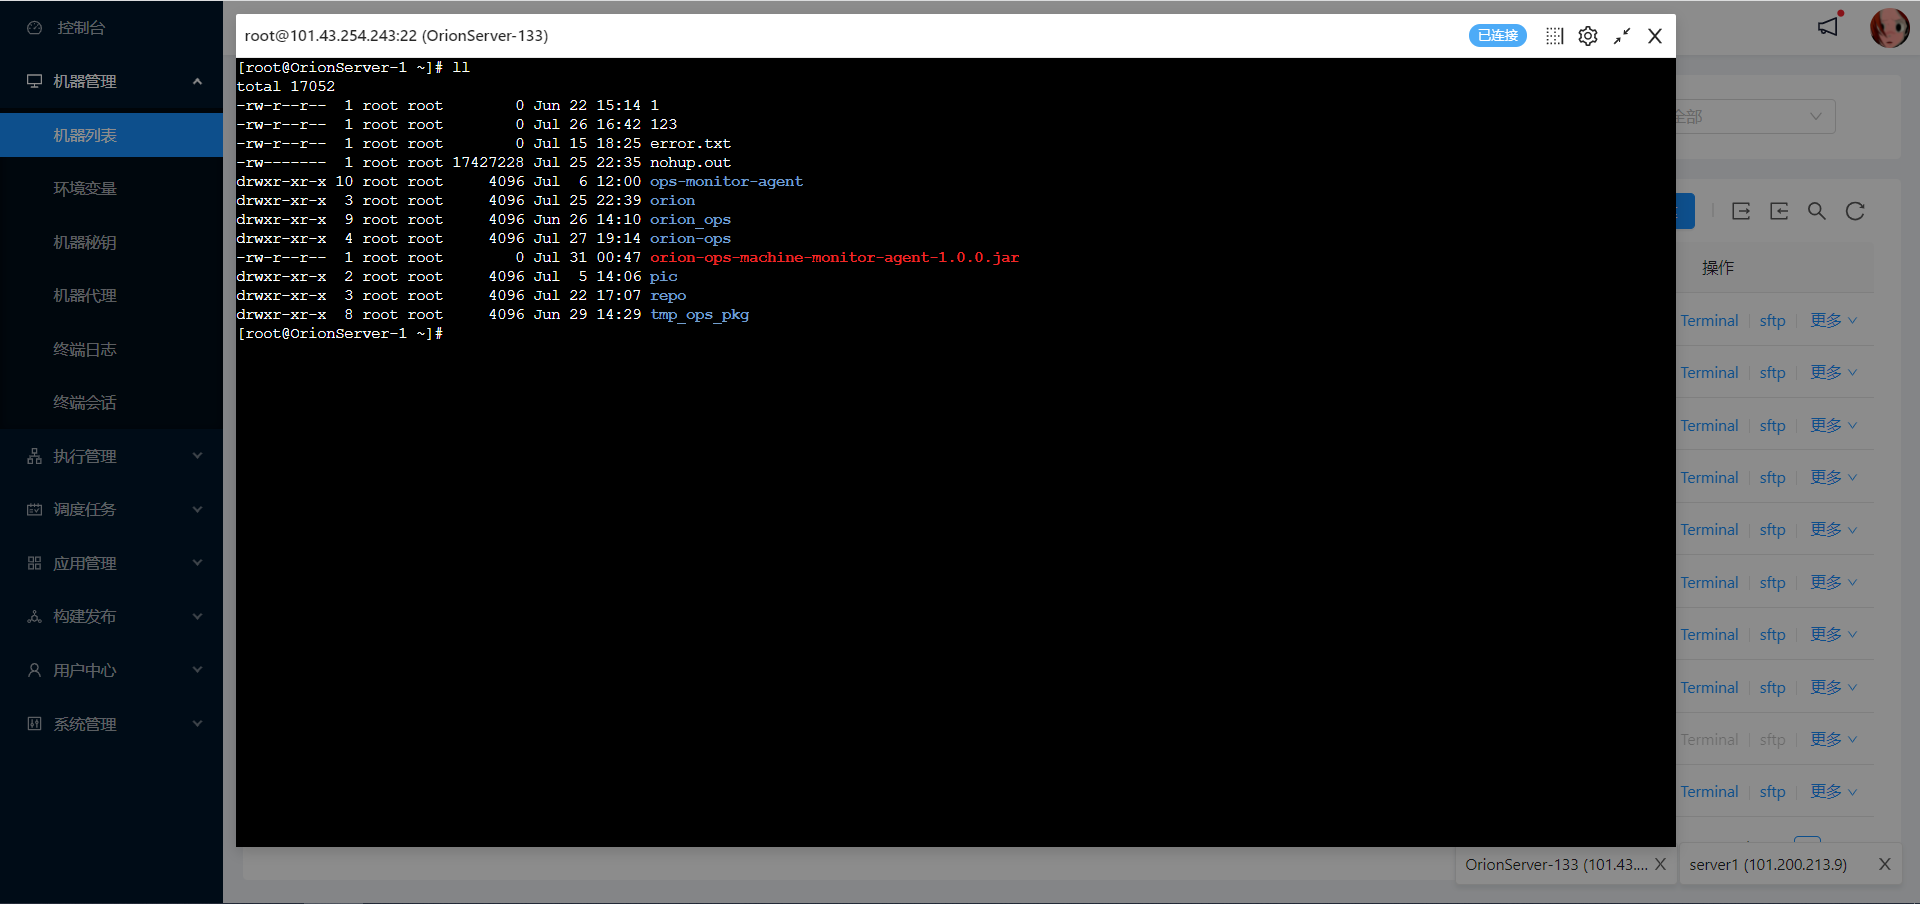 控制台
机器管理
机器列表
环境变量
机器秘钥
机器代理
终端日志
终端会话
执行管理
调度任务
应用管理
构建发布
用户中心
系统管理
root@101.43.254.243:22 (OrionServer-133)
已连接
[root@OrionServer-1 ~]# ll
total 17052
-rw-r--r--  1 root root        0 Jun 22 15:14 1
-rw-r--r--  1 root root        0 Jul 26 16:42 123
-rw-r--r--  1 root root        0 Jul 15 18:25 error.txt
-rw-------  1 root root 17427228 Jul 25 22:35 nohup.out
drwxr-xr-x 10 root root     4096 Jul  6 12:00 ops-monitor-agent
drwxr-xr-x  3 root root     4096 Jul 25 22:39 orion
drwxr-xr-x  9 root root     4096 Jun 26 14:10 orion_ops
drwxr-xr-x  4 root root     4096 Jul 27 19:14 orion-ops
-rw-r--r--  1 root root        0 Jul 31 00:47 orion-ops-machine-monitor-agent-1.0.0.jar
drwxr-xr-x  2 root root     4096 Jul  5 14:06 pic
drwxr-xr-x  3 root root     4096 Jul 22 17:07 repo
drwxr-xr-x  8 root root     4096 Jun 29 14:29 tmp_ops_pkg
[root@OrionServer-1 ~]#
全部
操作
Terminal sftp 更多
Terminal sftp 更多
Terminal sftp 更多
Terminal sftp 更多
Terminal sftp 更多
Terminal sftp 更多
Terminal sftp 更多
Terminal sftp 更多
Terminal sftp 更多
Terminal sftp 更多
OrionServer-133 (101.43....
server1 (101.200.213.9)